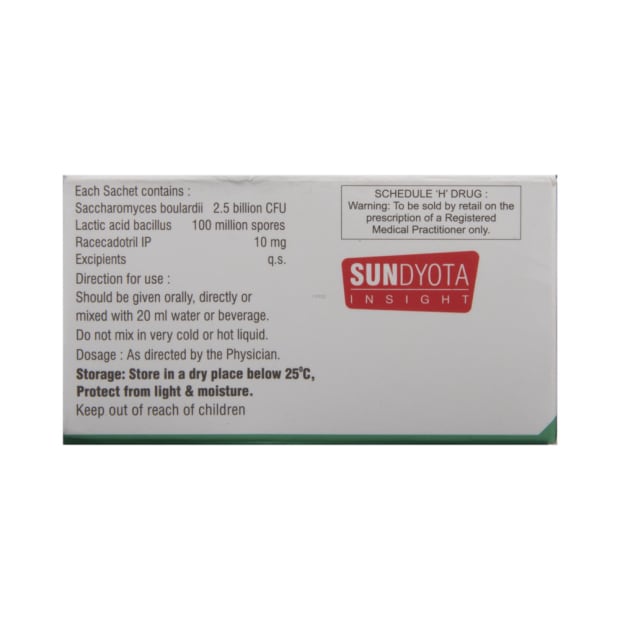 Each Sachet contains :
Saccharomyces boulardii 2.5 billion CFU
Lactic acid bacillus 100 million spores
Racecadotril IP 10 mg
Excipients q.s.
Direction for use :
Should be given orally, directly or
mixed with 20 ml water or beverage.
Do not mix in very cold or hot liquid.
Dosage : As directed by the Physician.
Storage: Store in a dry place below 25°C,
Protect from light & moisture.
Keep out of reach of children
SCHEDULE 'H' DRUG :
Warning: To be sold by retail on the
prescription of a Registered
Medical Practitioner only.
SUNDYOTA
INSIGHT